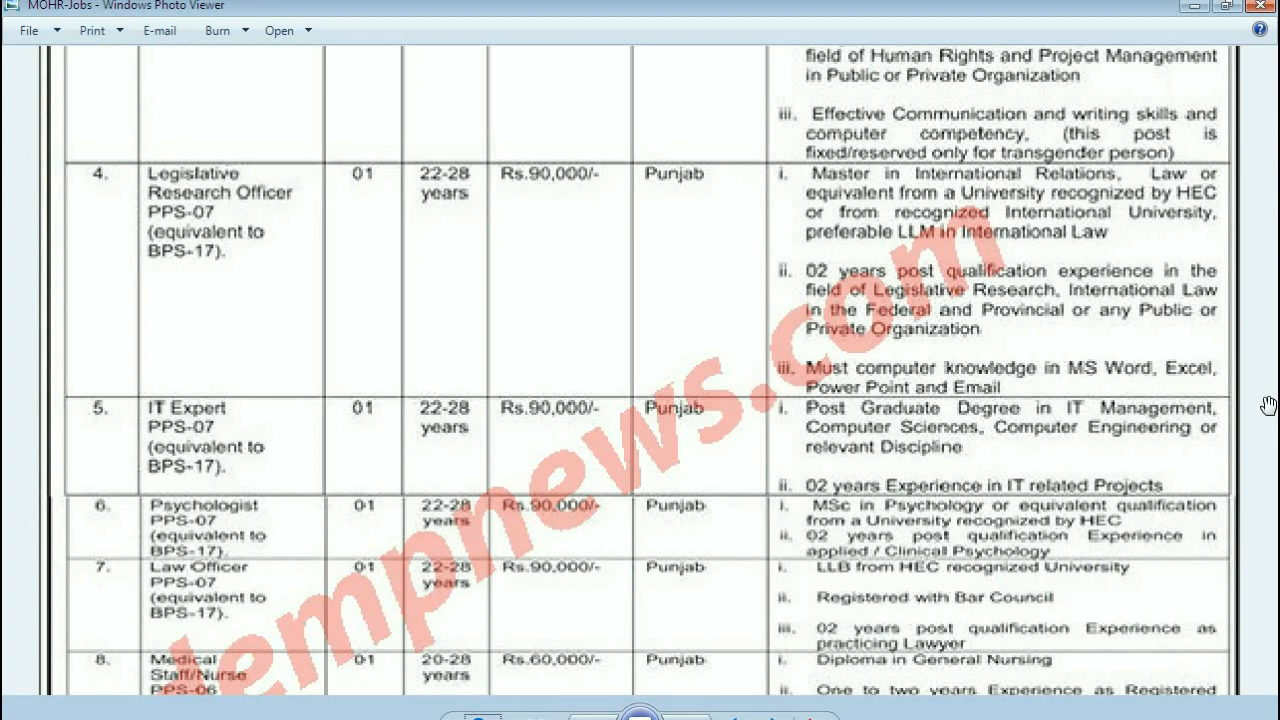 MOHR-Jobs - Windows Photo Viewer
File Print E-mail Burn Open
field of Human Rights and Project Management
in Public or Private Organization
iii. Effective Communication and writing skills and
computer competency, (this post is
fixed/reserved only for transgender person)
4. Legislative 01 22-28 Rs.90,000/- Punjab i. Master in International Relations, Law or
Research Officer years equivalent from a University recognized by HEC
PPS-07 or from recognized International University,
(equivalent to preferable LLM in International Law
BPS-17).
ii. 02 years post qualification experience in the
field of Legislative Research, International Law
in the Federal and Provincial or any Public or
Private Organization
iii. Must computer knowledge in MS Word, Excel,
Power Point and Email
5. IT Expert 01 22-28 Rs.90,000/- Punjab i. Post Graduate Degree in IT Management,
PPS-07 years Computer Sciences, Computer Engineering or
(equivalent to relevant Discipline
BPS-17).
ii. 02 years Experience in IT related Projects
6. Psychologist 01 22-28 Rs.90,000/- Punjab i. MSc in Psychology or equivalent qualification
PPS-07 years from a University recognized by HEC
(equivalent to ii. 02 years post qualification Experience in
BPS-17). applied / Clinical Psychology
7. Law Officer 01 22-28 Rs.90,000/- Punjab i. LLB from HEC recognized University
PPS-07 years
(equivalent to ii. Registered with Bar Council
BPS-17).
iii. 02 years post qualification Experience as
practicing Lawyer
8. Medical 01 20-28 Rs.60,000/- Punjab i. Diploma in General Nursing
Staff/Nurse years
PPS-06 ii. One to two years Experience as Registered
empnews.com